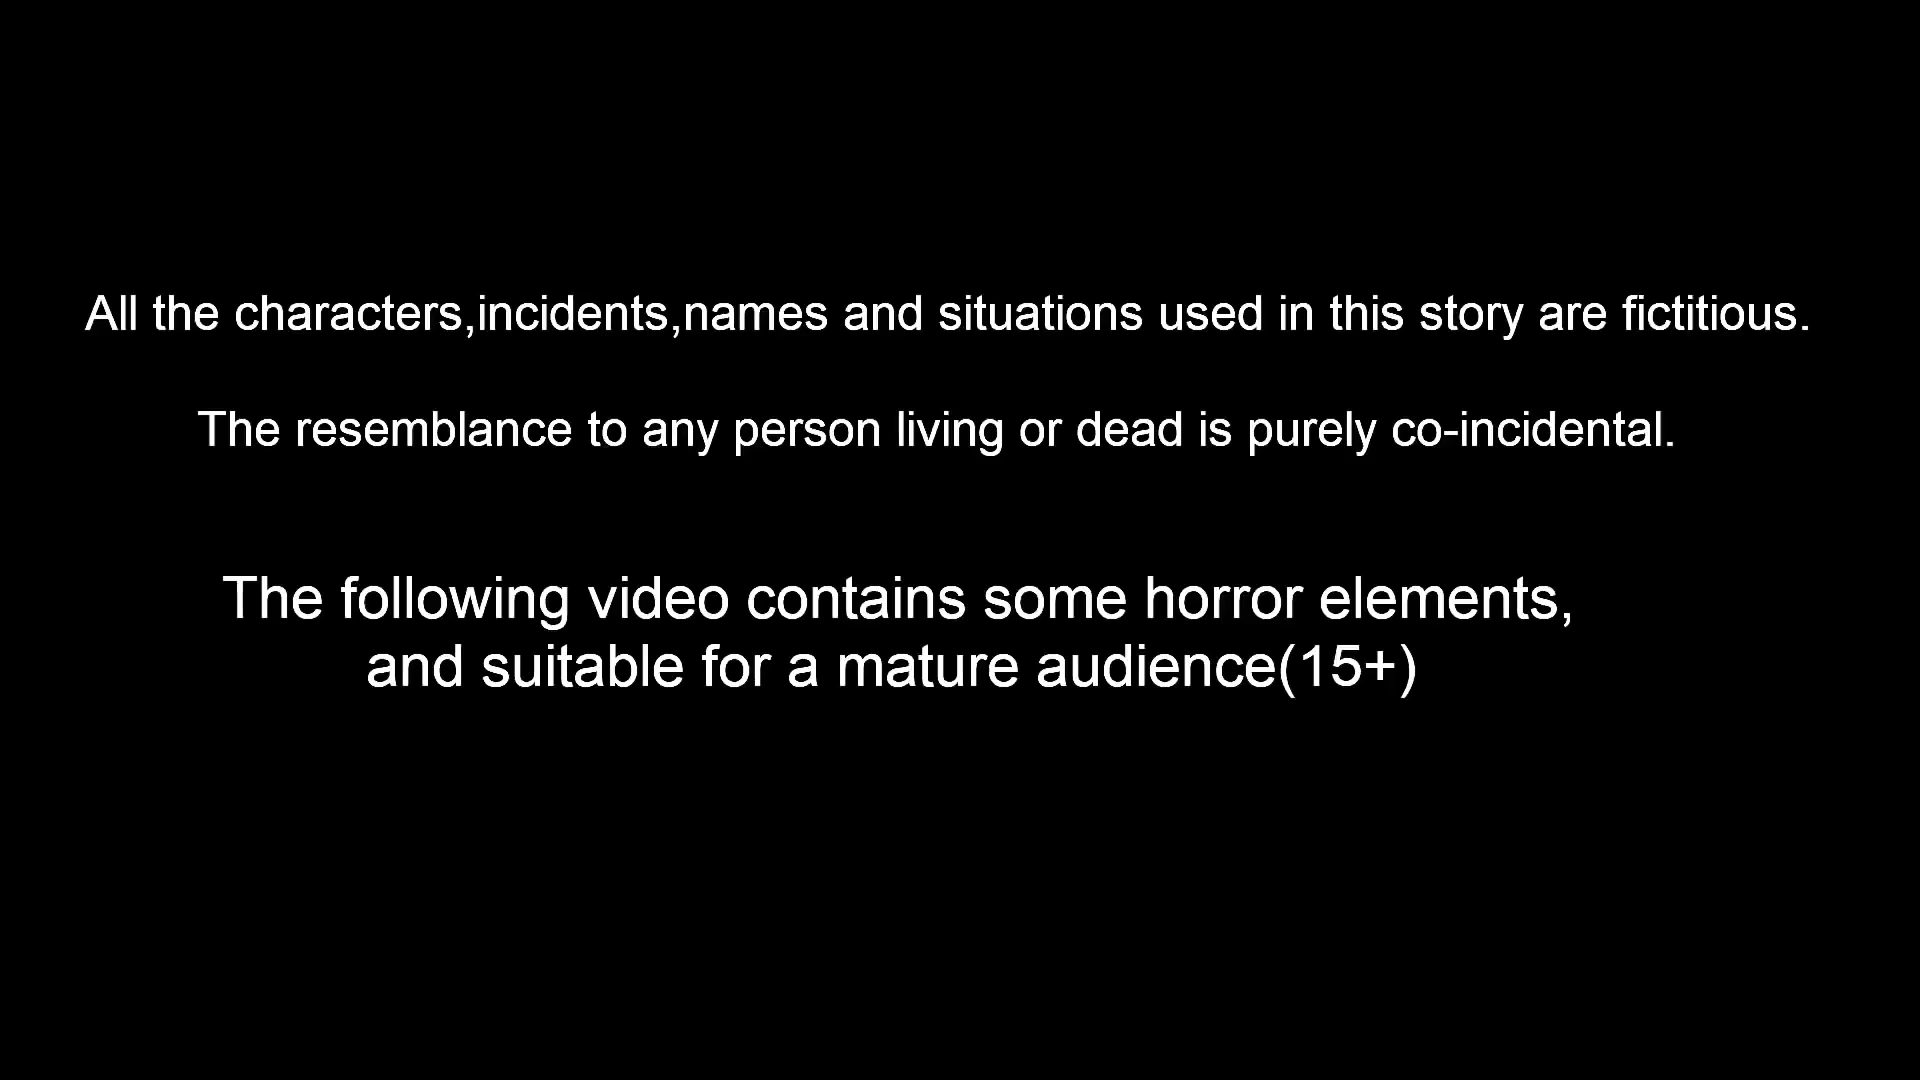 All the characters,incidents,names and situations used in this story are fictitious.
The resemblance to any person living or dead is purely co-incidental.
The following video contains some horror elements,
and suitable for a mature audience(15+)